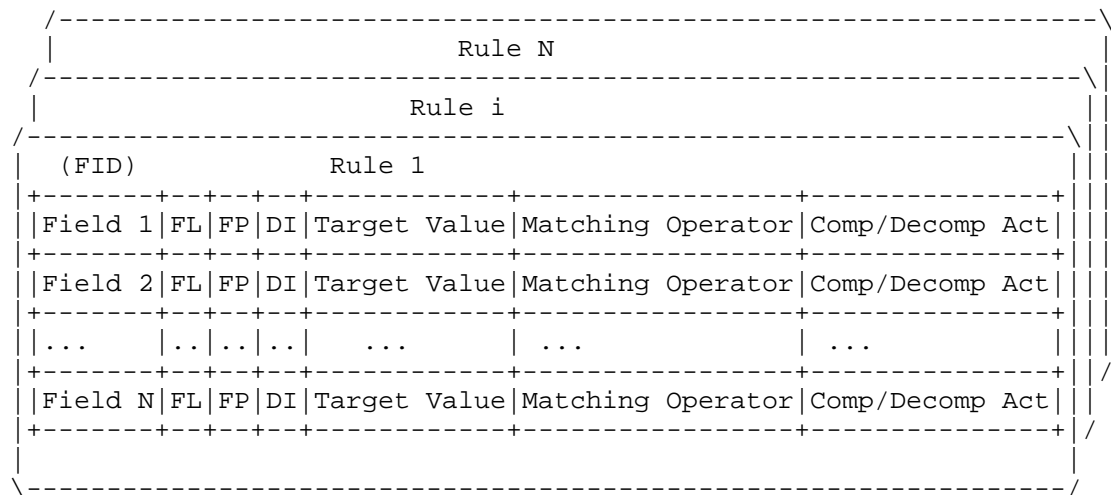 Rule N
Rule i
(FID) Rule 1
Field 1|FL|FP|DI|Target Value|Matching Operator|Comp/Decomp Act
Field 2|FL|FP|DI|Target Value|Matching Operator|Comp/Decomp Act
...|..|..|..|...|...|...
Field N|FL|FP|DI|Target Value|Matching Operator|Comp/Decomp Act